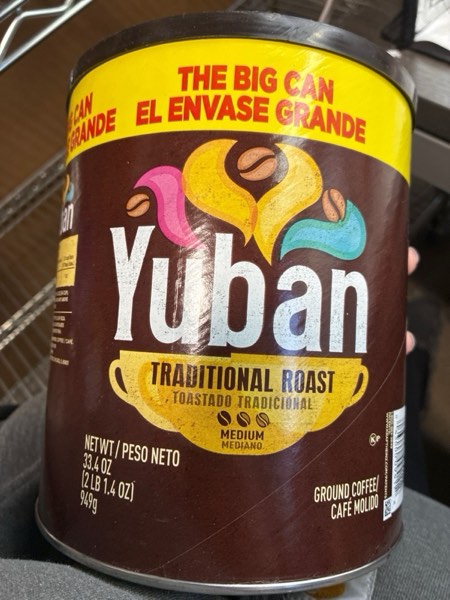 THE BIG CAN
EL ENVASE GRANDE
CAN
GRANDE
Yuban
TRADITIONAL ROAST
TOASTADO TRADICIONAL
MEDIUM
MEDIANO
NET WT / PESO NETO
33.4 OZ
(2 LB 1.4 OZ)
949g
GROUND COFFEE/
CAFÉ MOLIDO